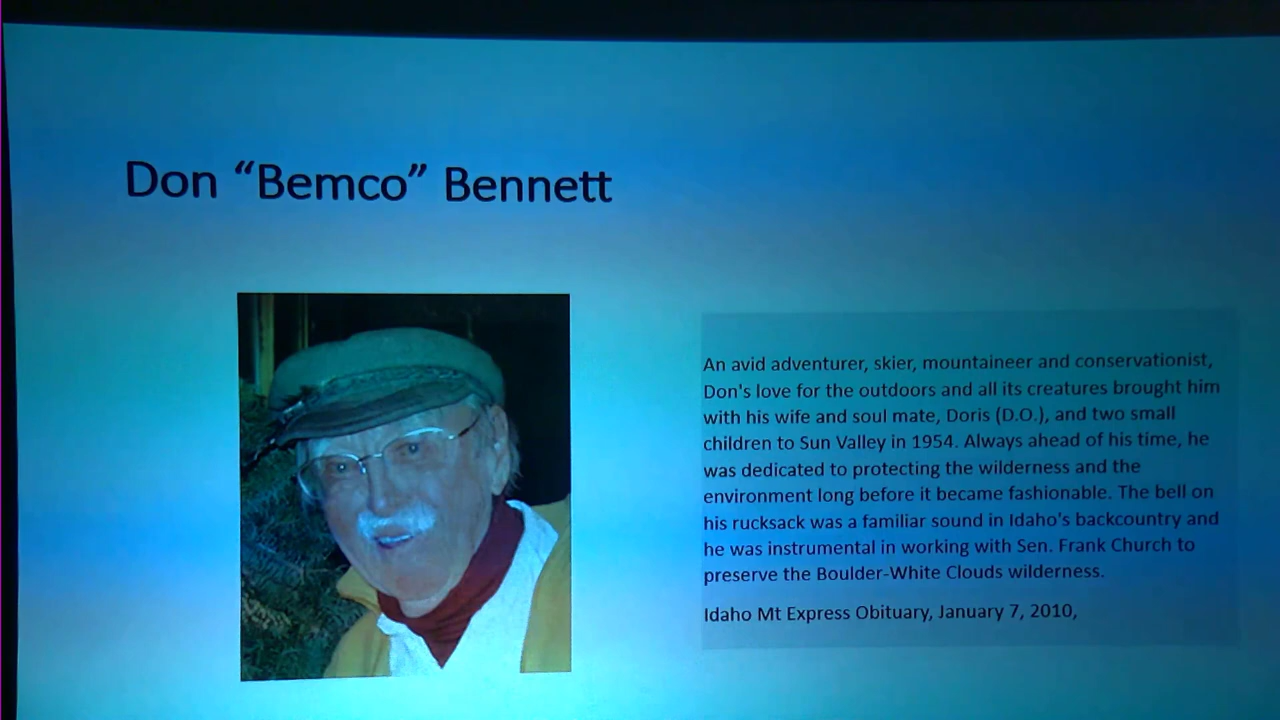 Don “Bemco” Bennett
An avid adventurer, skier, mountaineer and conservationist,
Don's love for the outdoors and all its creatures brought him
with his wife and soul mate, Doris (D.O.), and two small
children to Sun Valley in 1954. Always ahead of his time, he
was dedicated to protecting the wilderness and the
environment long before it became fashionable. The bell on
his rucksack was a familiar sound in Idaho's backcountry and
he was instrumental in working with Sen. Frank Church to
preserve the Boulder-White Clouds wilderness.
Idaho Mt Express Obituary, January 7, 2010,